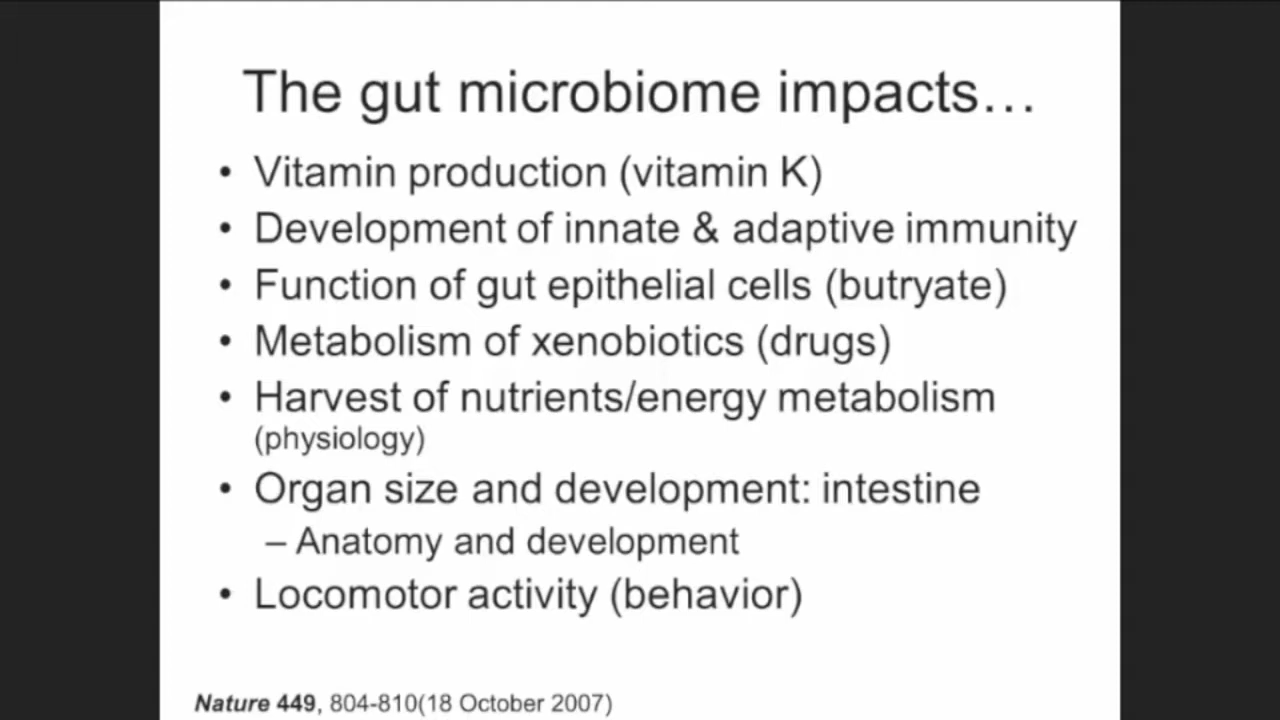 The gut microbiome impacts…
• Vitamin production (vitamin K)
• Development of innate & adaptive immunity
• Function of gut epithelial cells (butryate)
• Metabolism of xenobiotics (drugs)
• Harvest of nutrients/energy metabolism
(physiology)
• Organ size and development: intestine
– Anatomy and development
• Locomotor activity (behavior)
Nature 449, 804-810(18 October 2007)